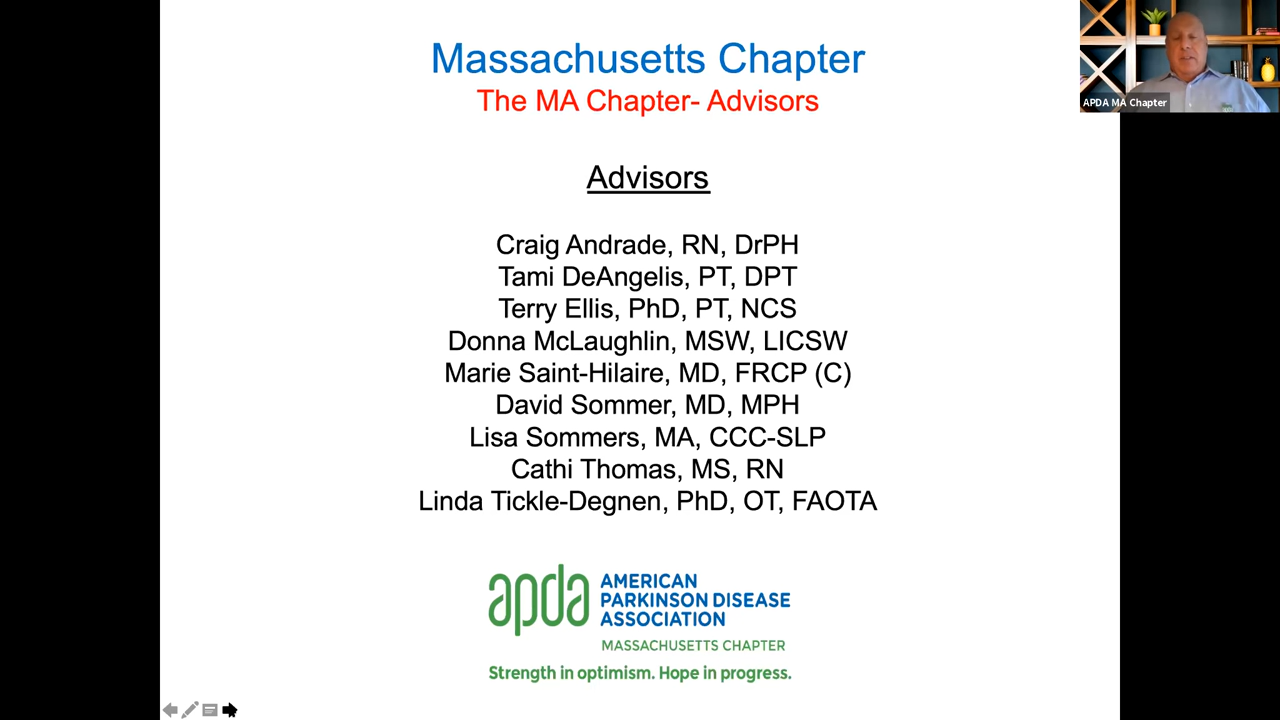 Massachusetts Chapter
The MA Chapter- Advisors
APDA MA Chapter
Advisors
Craig Andrade, RN, DrPH
Tami DeAngelis, PT, DPT
Terry Ellis, PhD, PT, NCS
Donna McLaughlin, MSW, LICSW
Marie Saint-Hilaire, MD, FRCP (C)
David Sommer, MD, MPH
Lisa Sommers, MA, CCC-SLP
Cathi Thomas, MS, RN
Linda Tickle-Degnen, PhD, OT, FAOTA
apda
AMERICAN
PARKINSON DISEASE
ASSOCIATION
MASSACHUSETTS CHAPTER
Strength in optimism. Hope in progress.